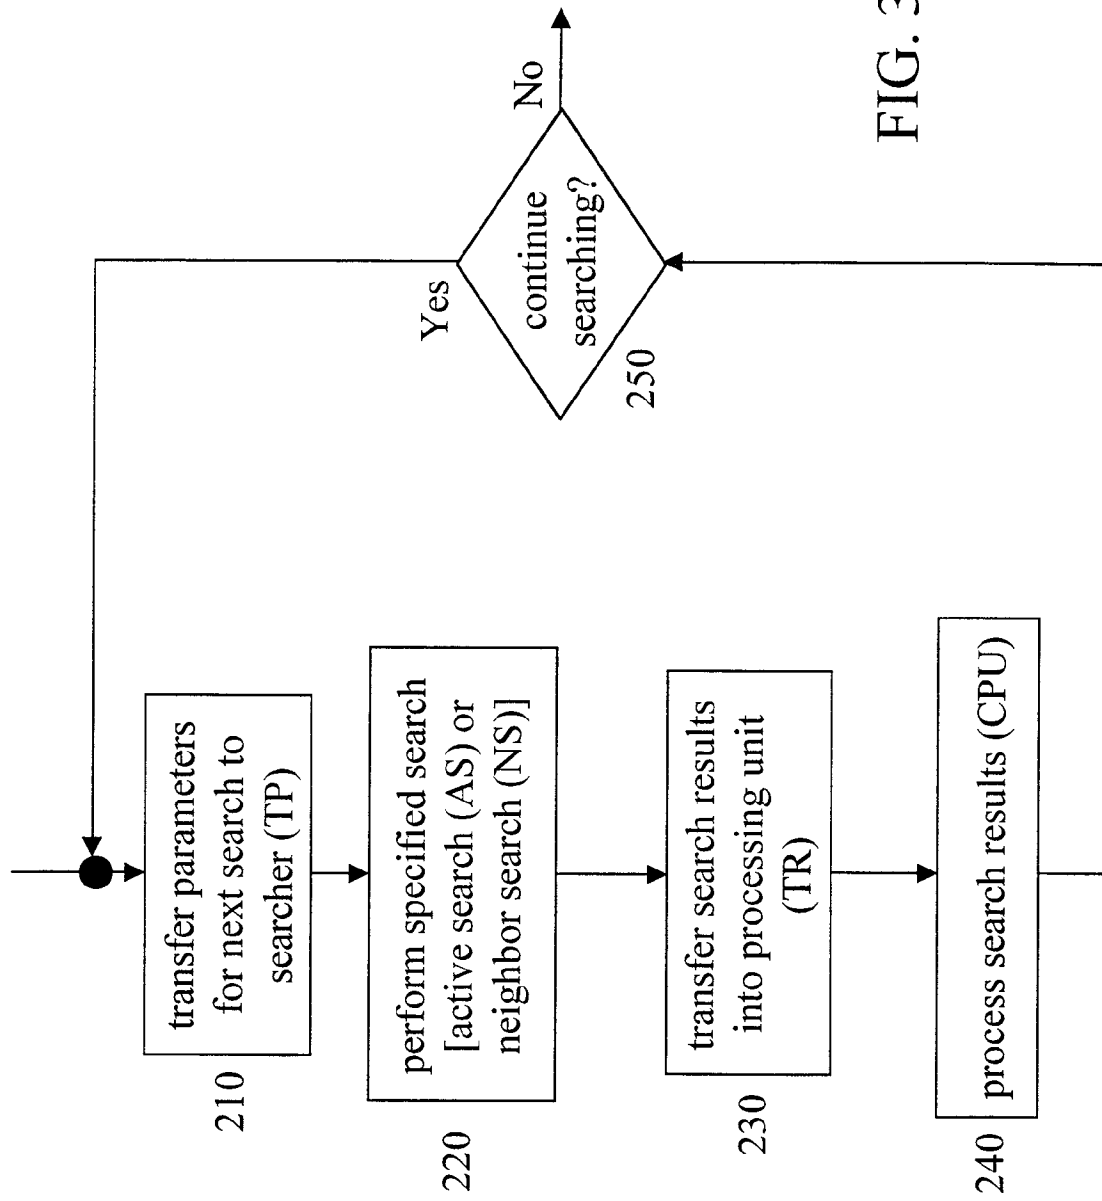 210
transfer parameters
for next search to
searcher (TP)
220
perform specified search
[active search (AS) or
neighbor search (NS)]
230
transfer search results
into processing unit
(TR)
240
process search results (CPU)
250
continue
searching?
Yes
No
FIG. 3